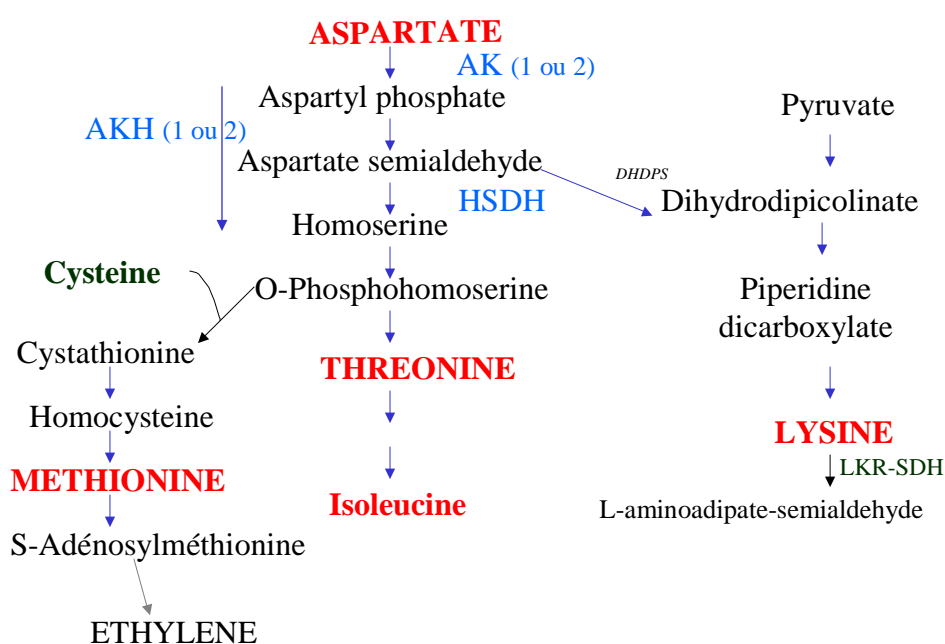 ASPARTATE
AK (1 ou 2)
Aspartyl phosphate
Pyruvate
AKH (1 ou 2)
Aspartate semialdehyde
DHDPS
HSDH
Dihydrodipicolinate
Homoserine
Cysteine
O-Phosphohomoserine
Piperidine
dicarboxylate
Cystathionine
THREONINE
Homocysteine
LYSINE
LKR-SDH
METHIONINE
Isoleucine
L-aminoadipate-semialdehyde
S-Adénosylméthionine
ETHYLENE